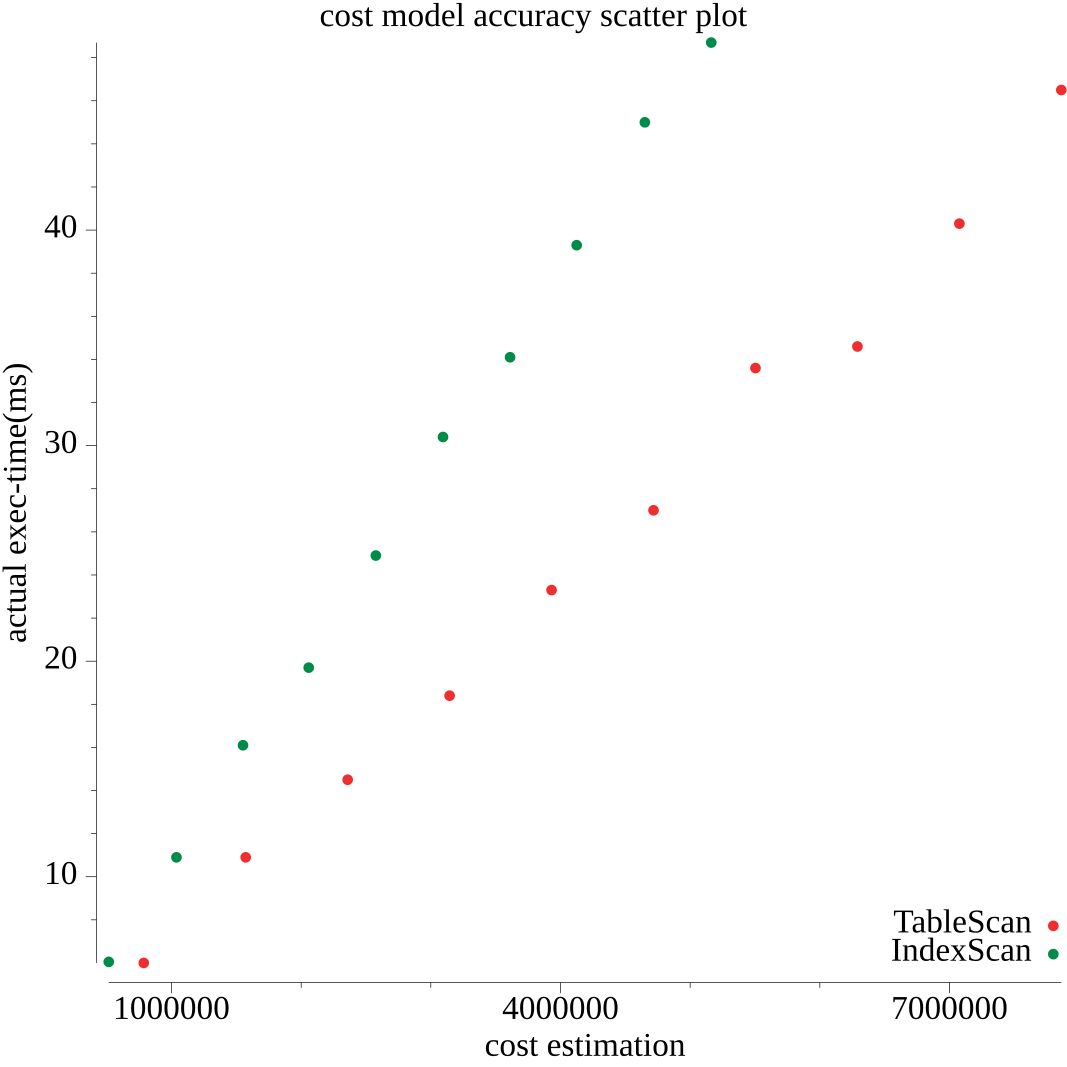 cost model accuracy scatter plot
40
30
20
10
actual exec-time(ms)
TableScan
IndexScan
1000000
4000000
7000000
cost estimation